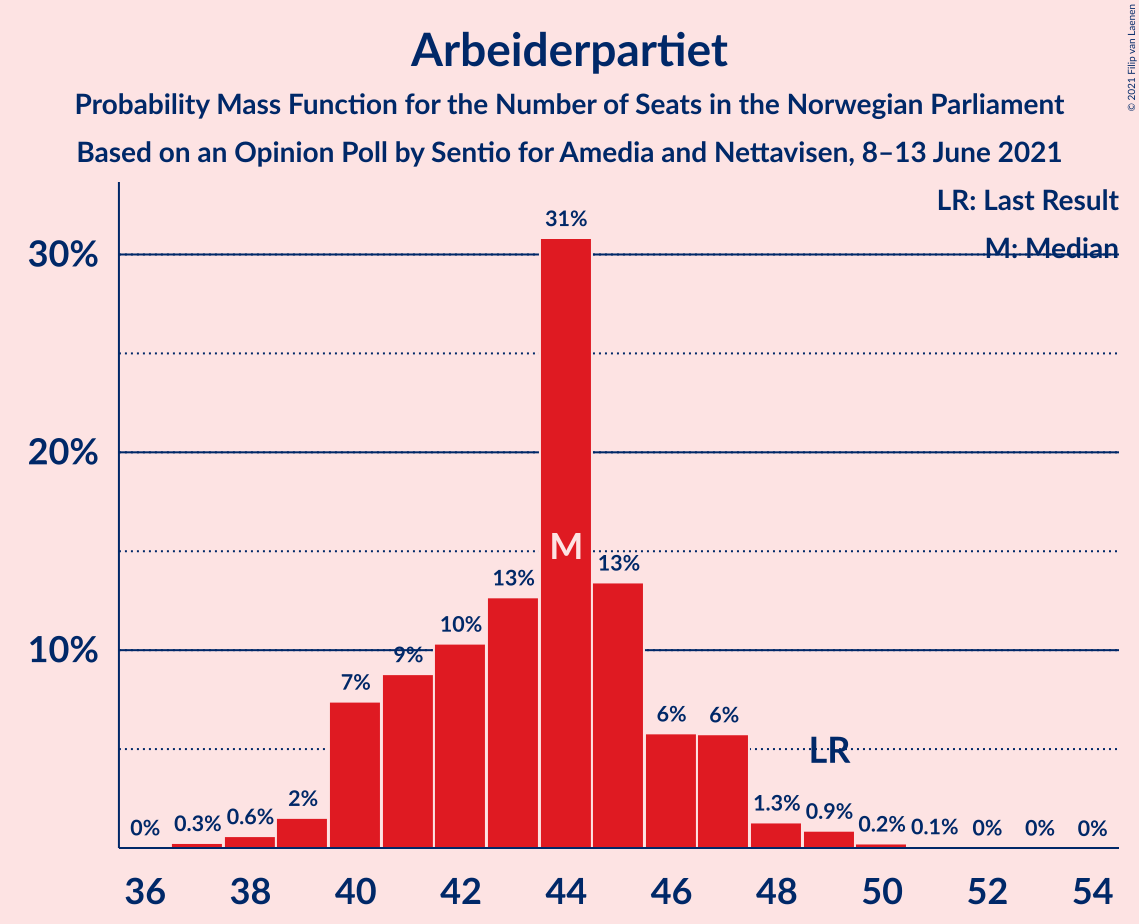 Arbeiderpartiet
Probability Mass Function for the Number of Seats in the Norwegian Parliament
Based on an Opinion Poll by Sentio for Amedia and Nettavisen, 8–13 June 2021
© 2021 Filip van Laenen
LR: Last Result
M: Median
30%
20%
10%
0%
0.3%
0.6%
2%
7%
9%
10%
13%
31%
M
13%
6%
6%
1.3%
LR
0.9%
0.2%
0.1%
0%
0%
0%
36 38 40 42 44 46 48 50 52 54